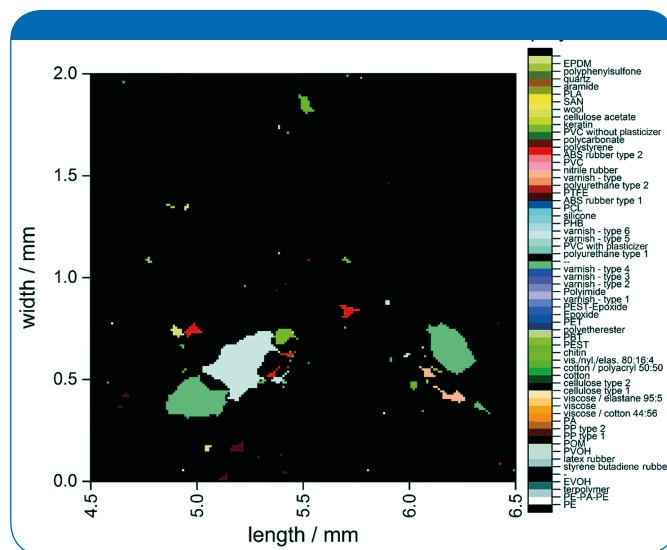 2.0
1.5
1.0
0.5
0.0
width / mm
4.5
5.0
5.5
6.0
6.5
length / mm
EPDM
polyphenylsulfone
quartz
aramide
PLA
SAN
wool
cellulose acetate
keratin
PVC without plasticizer
polycarbonate
polystyrene
ABS rubber type 2
PVC
nitrile rubber
varnish - type
polyurethane type 2
PTFE
ABS rubber type 1
PCL
silicone
PHB
varnish - type 6
varnish - type 5
PVC with plasticizer
polyurethane type 1
--
varnish - type 4
varnish - type 3
varnish - type 2
Polyimide
varnish - type 1
PEST-Epoxide
Epoxide
PET
polyetherester
PBT
PEST
chitin
vis./nyl./elas. 80:16:4
cotton / polyacryl 50:50
cotton
cellulose type 2
cellulose type 1
viscose / elastane 95:5
viscose
viscose / cotton 44:56
PA
PP type 2
PP type 1
POM
PVOH
latex rubber
styrene butadiene rubbe
-
EVOH
terpolymer
PE-PA-PE
PE